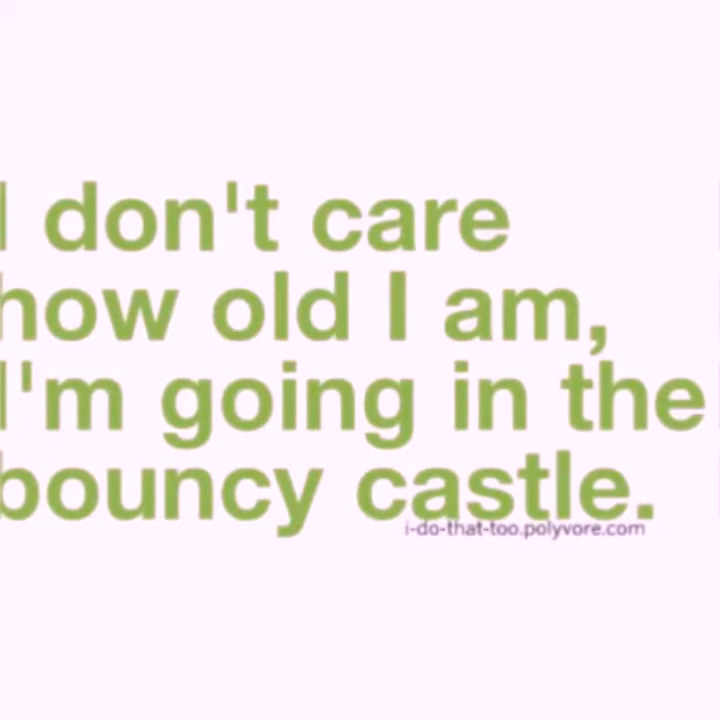 I don't care
how old I am,
I'm going in the
bouncy castle.
i-do-that-too.polyvore.com